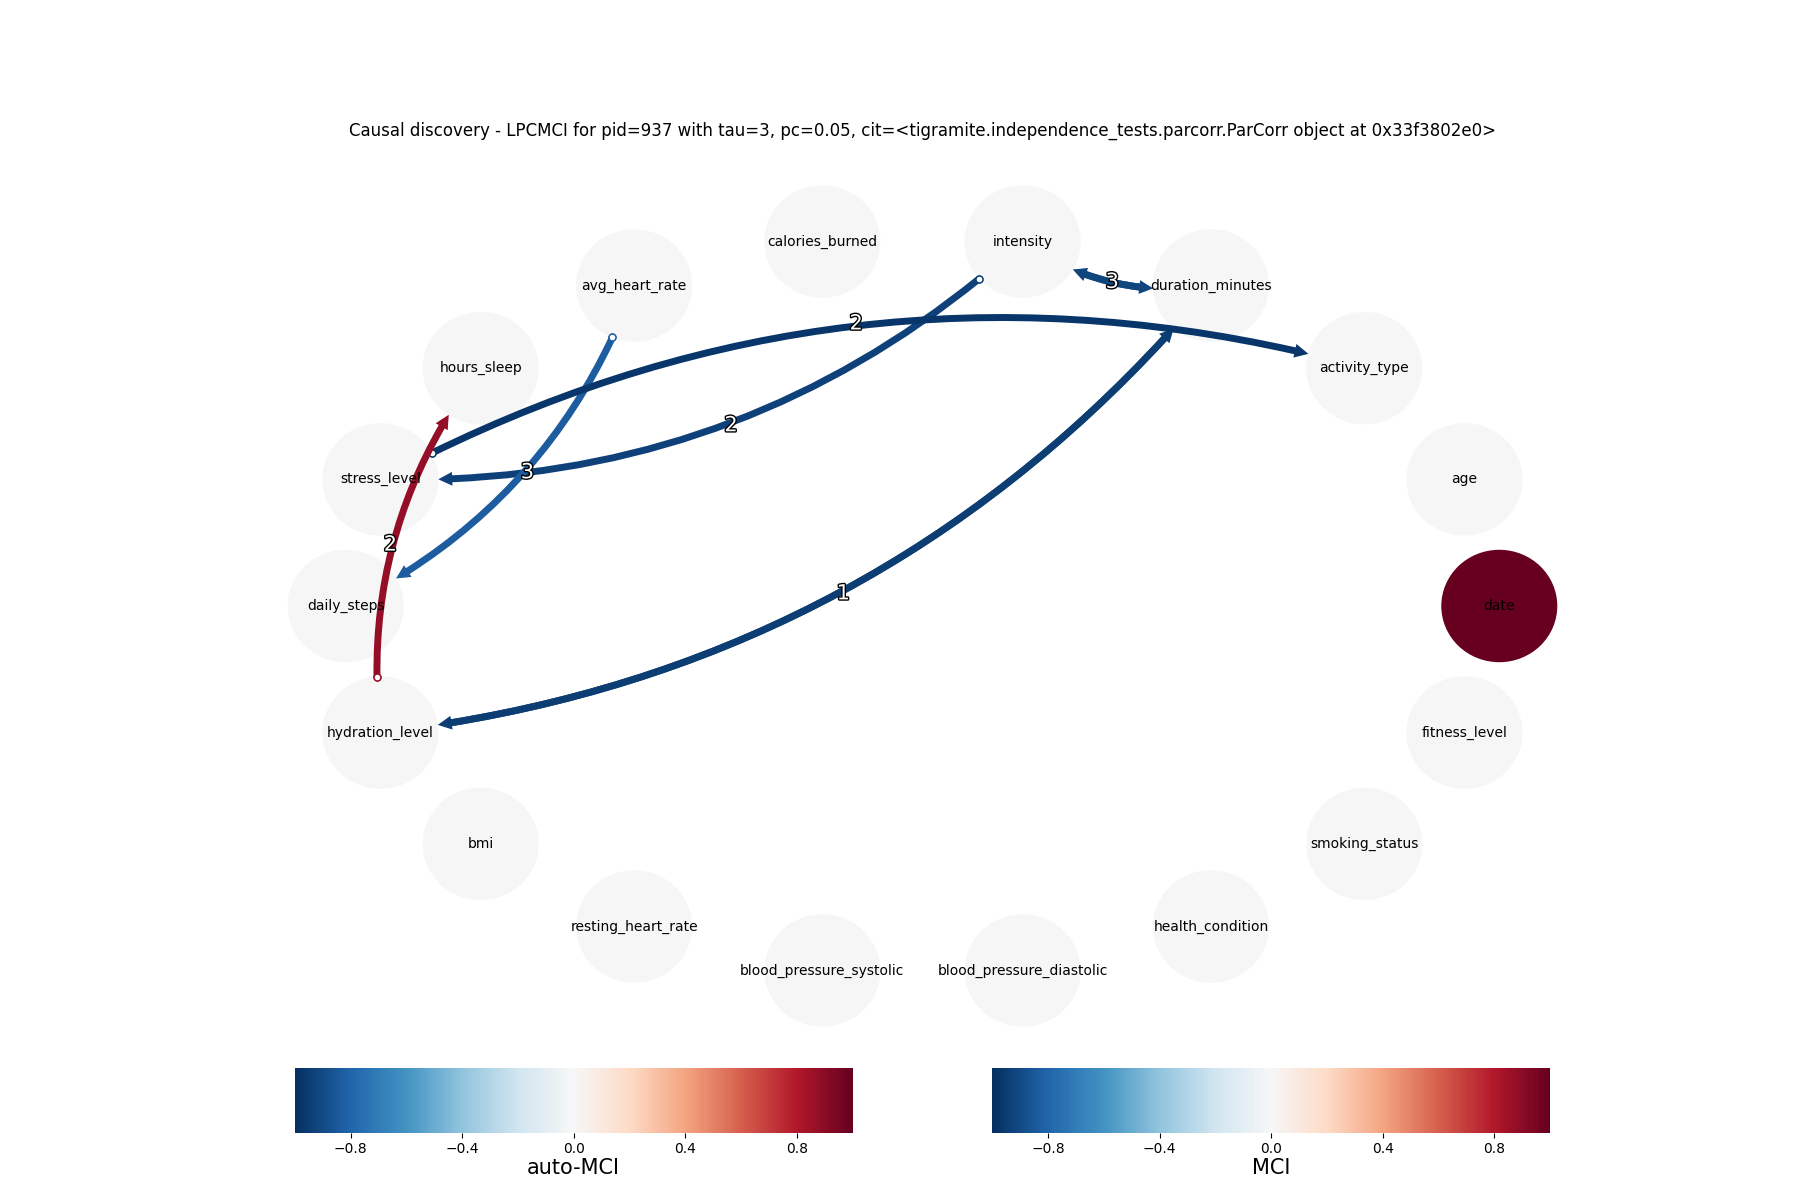 Causal discovery - LPCMCI for pid=937 with tau=3, pc=0.05, cit=<tigramite.independence_tests.parcorr.ParCorr object at 0x33f3802e0>
calories_burned
intensity
avg_heart_rate
3
duration_minutes
2
hours_sleep
activity_type
2
3
stress_level
age
2
1
daily_steps
date
hydration_level
fitness_level
bmi
smoking_status
resting_heart_rate
health_condition
blood_pressure_systolic
blood_pressure_diastolic
−0.8 −0.4 0.0 0.4 0.8
auto-MCI
−0.8 −0.4 0.0 0.4 0.8
MCI